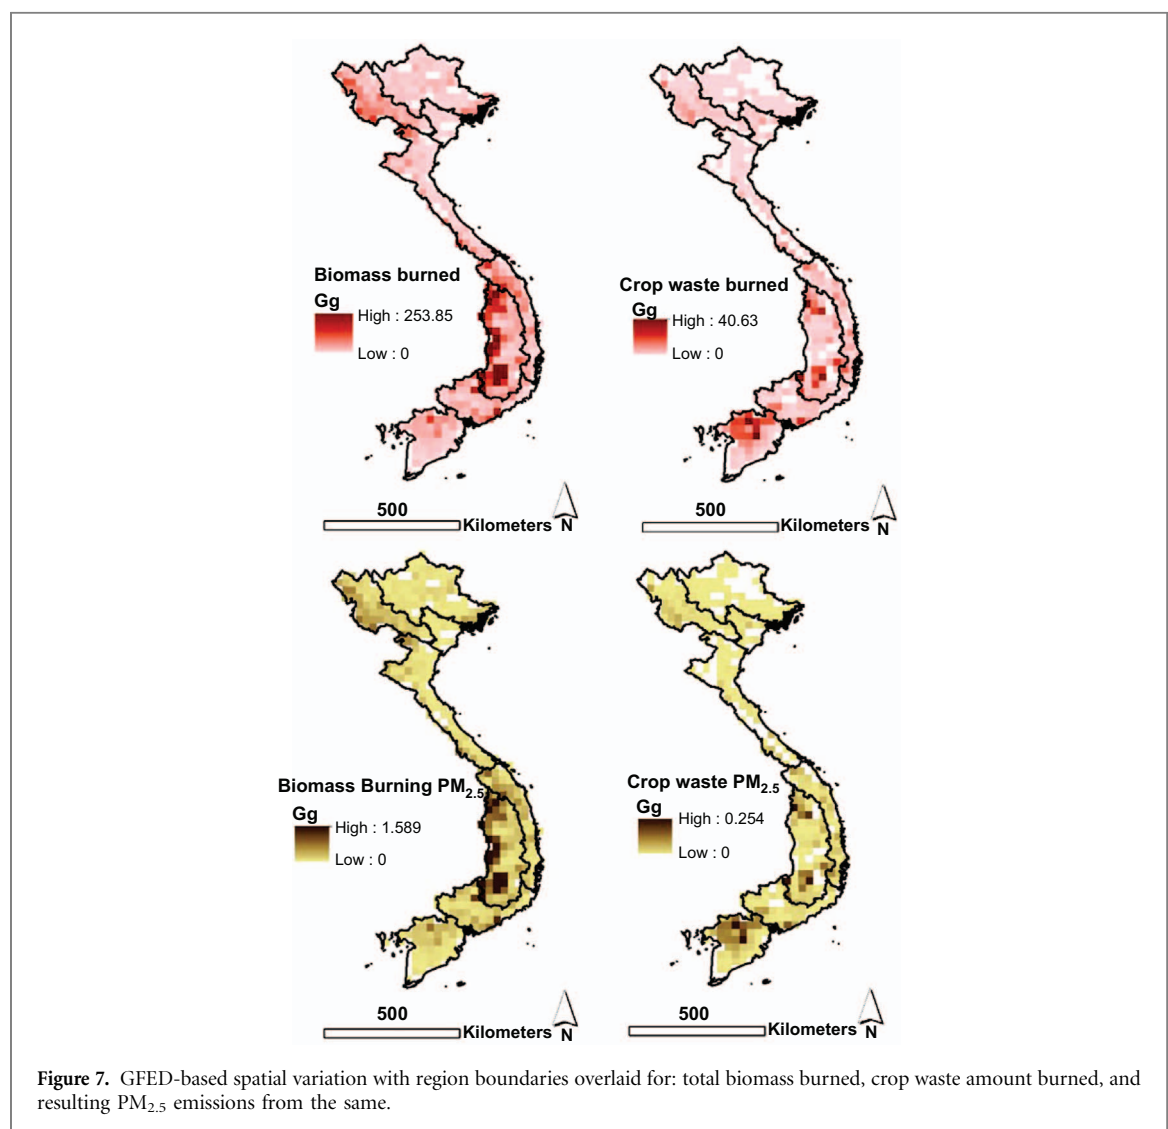 Biomass burned
Gg
High : 253.85
Low : 0
500
Kilometers
N
Crop waste burned
Gg
High : 40.63
Low : 0
500
Kilometers
N
Biomass Burning PM2.5
Gg
High : 1.589
Low : 0
500
Kilometers
N
Crop waste PM2.5
Gg
High : 0.254
Low : 0
500
Kilometers
N
Figure 7. GFED-based spatial variation with region boundaries overlaid for: total biomass burned, crop waste amount burned, and
resulting PM2.5 emissions from the same.